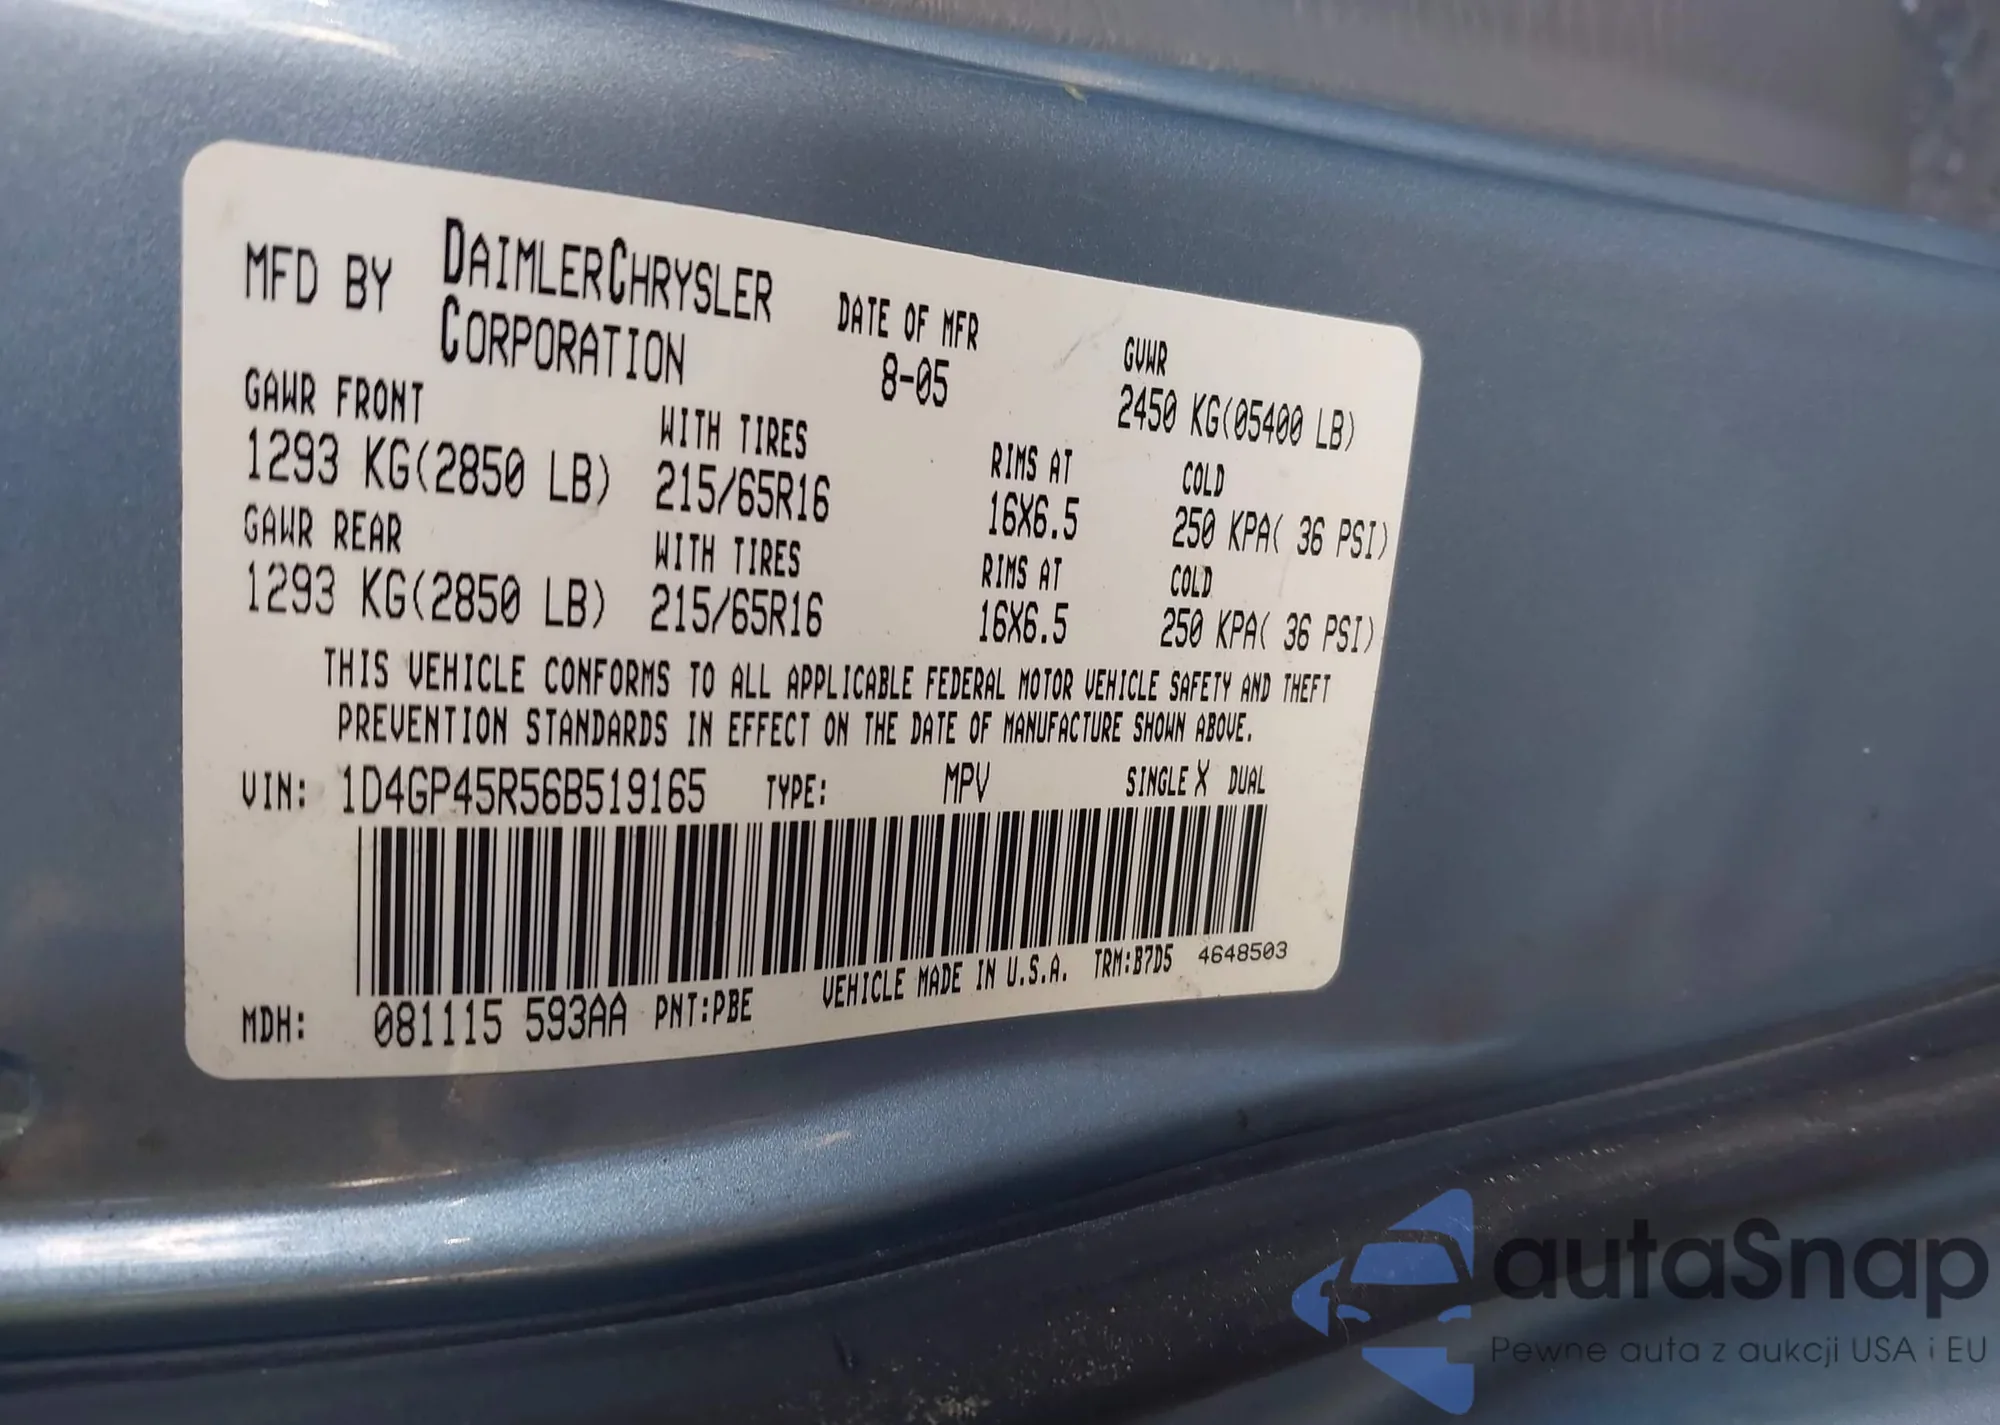 MFD BY DAIMLERCHRYSLER CORPORATION
DATE OF MFR 8-05
GVWR 2450 KG(05400 LB)
GAWR FRONT WITH TIRES RIMS AT COLD
1293 KG(2850 LB) 215/65R16 16X6.5 250 KPA( 36 PSI)
GAWR REAR WITH TIRES RIMS AT COLD
1293 KG(2850 LB) 215/65R16 16X6.5 250 KPA( 36 PSI)
THIS VEHICLE CONFORMS TO ALL APPLICABLE FEDERAL MOTOR VEHICLE SAFETY AND THEFT
PREVENTION STANDARDS IN EFFECT ON THE DATE OF MANUFACTURE SHOWN ABOVE.
VIN: 1D4GP45R56B519165 TYPE: MPV SINGLE X DUAL
MDH: 081115 593AA PNT:PBE VEHICLE MADE IN U.S.A. TRM:B7D5 4648503
autaSnap
Pewne auta z aukcji USA i EU